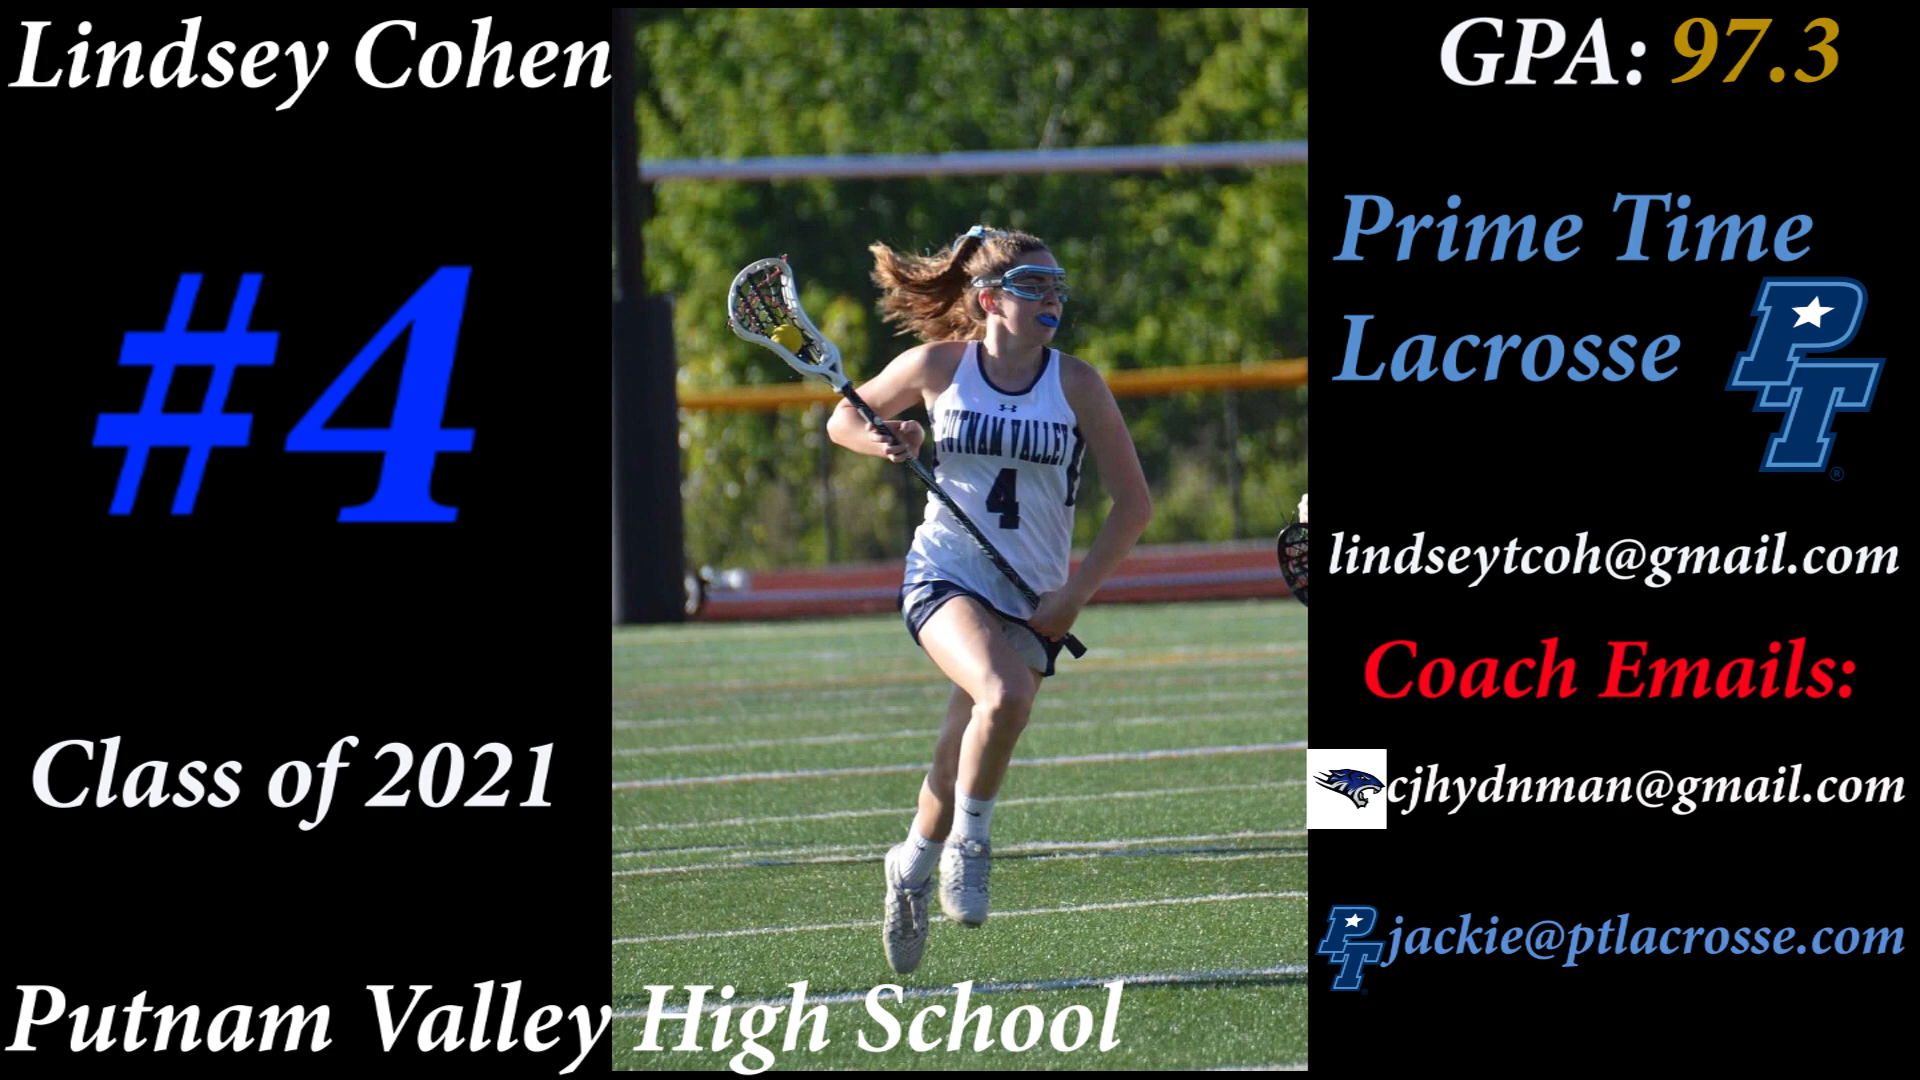 Lindsey Cohen
#4
Class of 2021
Putnam Valley High School
PUTNAM VALLEY
4
GPA: 97.3
Prime Time
Lacrosse
PT
®
lindseytcoh@gmail.com
Coach Emails:
cjhydnman@gmail.com
PT
jackie@ptlacrosse.com